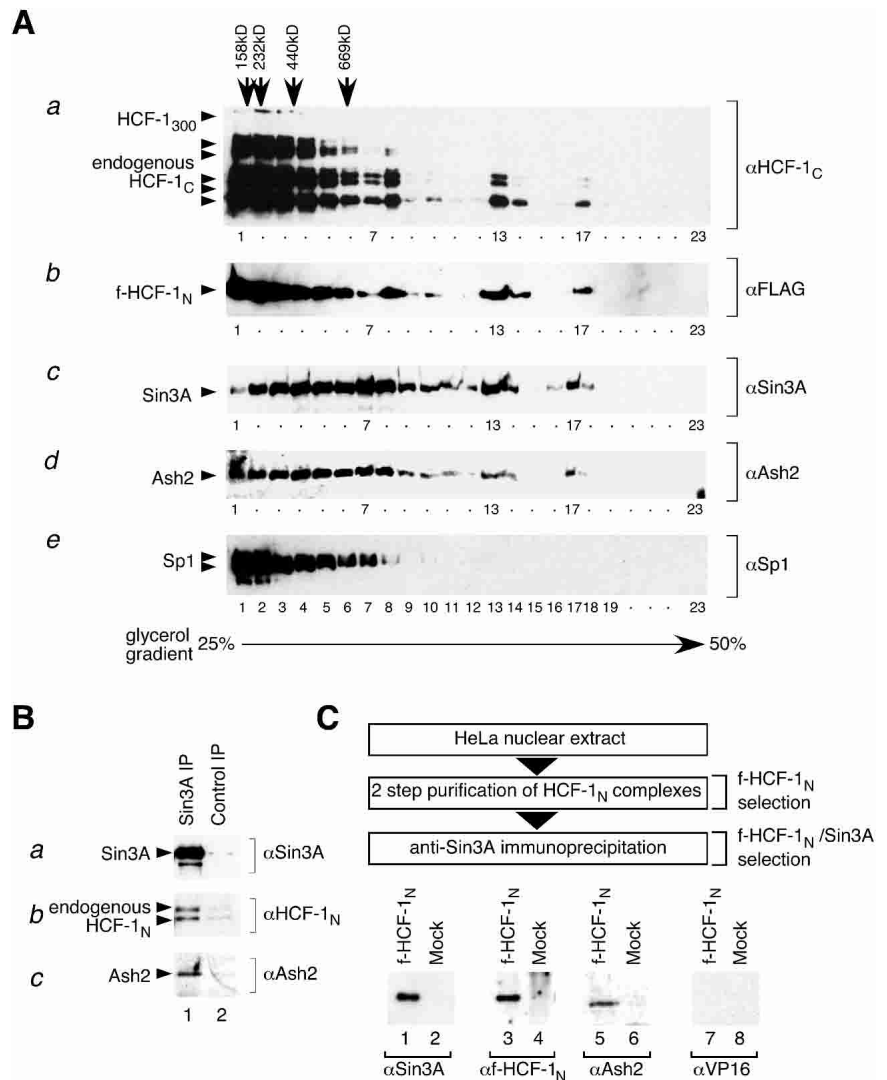 A
158kD 232kD 440kD 669kD
a
HCF-1300
endogenous
HCF-1C
αHCF-1C
1 . . . . . 7 . . . . . 13 . . . 17 . . . . . 23
b
f-HCF-1N
αFLAG
1 . . . . . 7 . . . . . 13 . . . 17 . . . . . 23
c
Sin3A
αSin3A
1 . . . . . 7 . . . . . 13 . . . 17 . . . . . 23
d
Ash2
αAsh2
1 . . . . . 7 . . . . . 13 . . . 17 . . . . . 23
e
Sp1
αSp1
1 2 3 4 5 6 7 8 9 10 11 12 13 14 15 16 17 18 19 . . . 23
glycerol
gradient
25% 50%
B
Sin3A IP
Control IP
a
Sin3A
αSin3A
b
endogenous
HCF-1N
αHCF-1N
c
Ash2
αAsh2
1 2
C
HeLa nuclear extract
2 step purification of HCF-1N complexes
f-HCF-1N
selection
anti-Sin3A immunoprecipitation
f-HCF-1N/Sin3A
selection
f-HCF-1N Mock f-HCF-1N Mock f-HCF-1N Mock f-HCF-1N Mock
1 2 3 4 5 6 7 8
αSin3A αf-HCF-1N αAsh2 αVP16